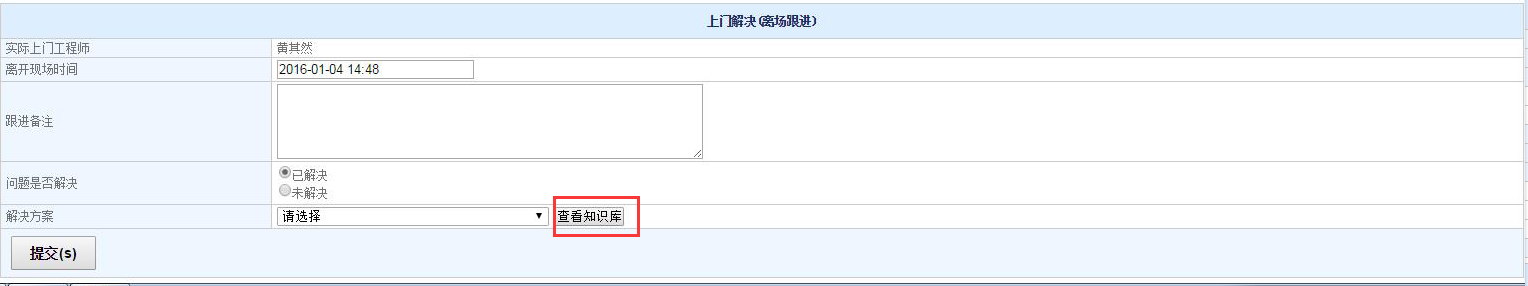 上门解决(离场跟进)
实际上门工程师 黄其然
离开现场时间 2016-01-04 14:48
跟进备注
问题是否解决 已解决
未解决
解决方案 请选择 查看知识库
提交(s)